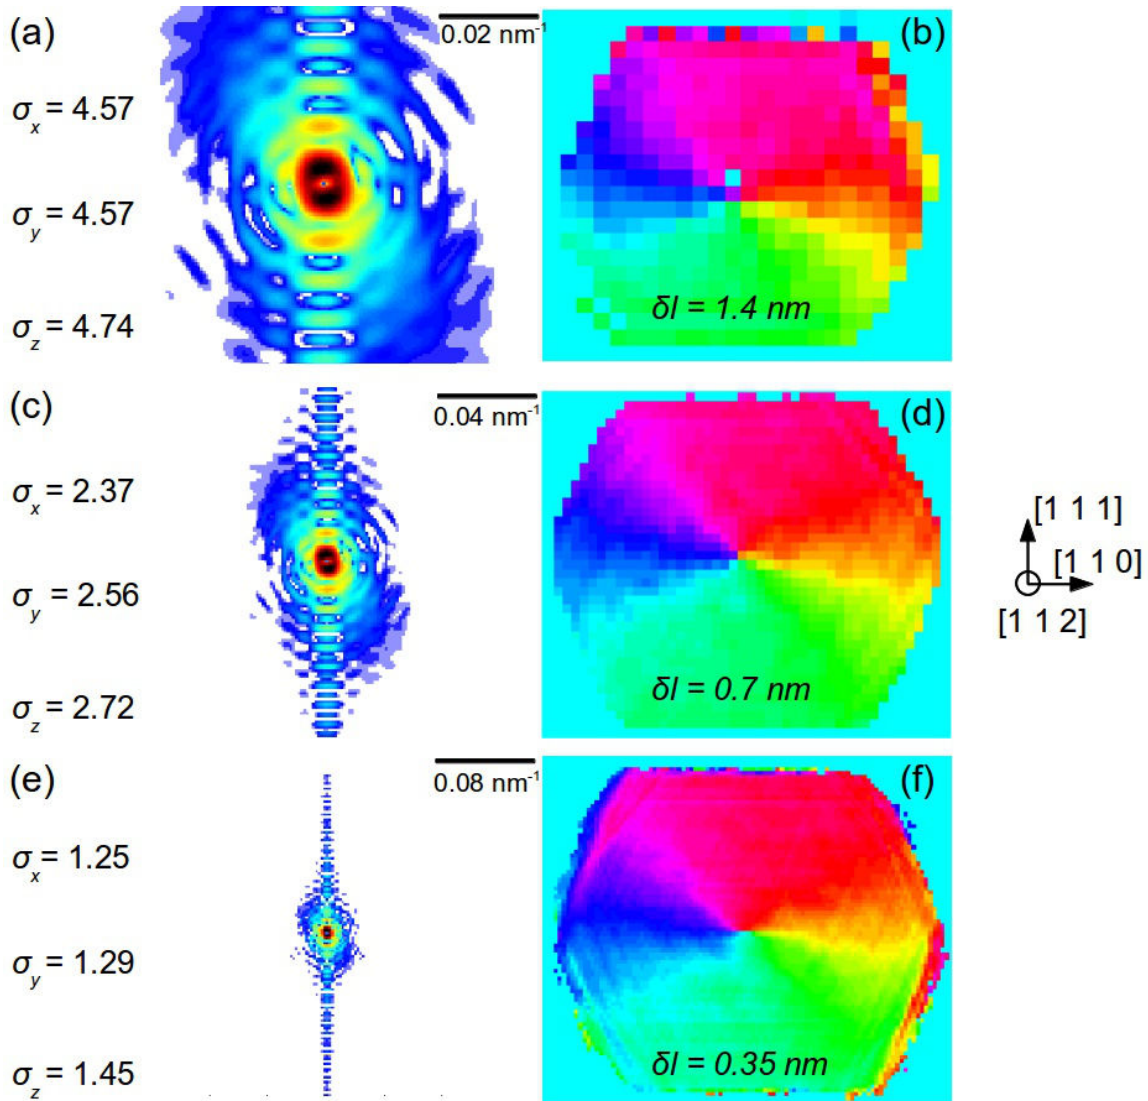 (a)
0.02 nm⁻¹
(b)
σx = 4.57
σy = 4.57
σz = 4.74
δl = 1.4 nm
(c)
0.04 nm⁻¹
(d)
σx = 2.37
σy = 2.56
σz = 2.72
δl = 0.7 nm
[1 1 1]
[1 1 0]
[1 1 2]
(e)
0.08 nm⁻¹
(f)
σx = 1.25
σy = 1.29
σz = 1.45
δl = 0.35 nm